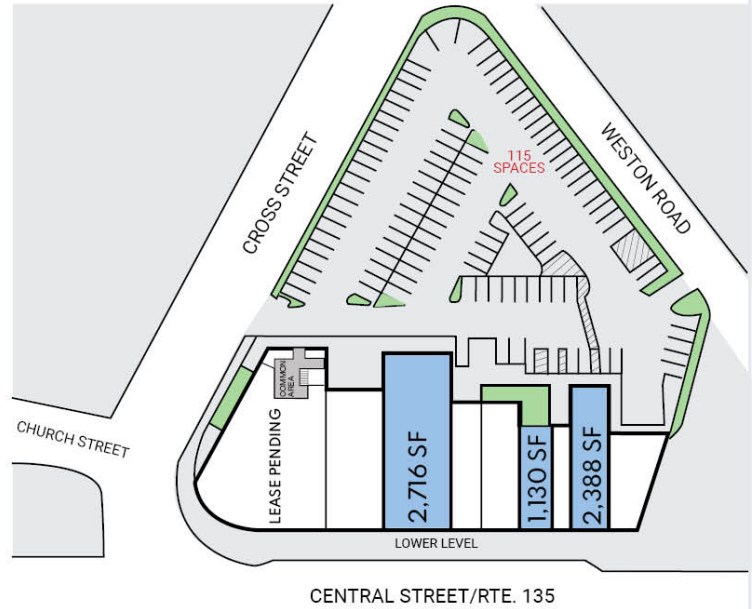 CROSS STREET
WESTON ROAD
115
SPACES
CHURCH STREET
COMMON
AREA
LEASE PENDING
2,716 SF
1,130 SF
2,388 SF
LOWER LEVEL
CENTRAL STREET/RTE. 135